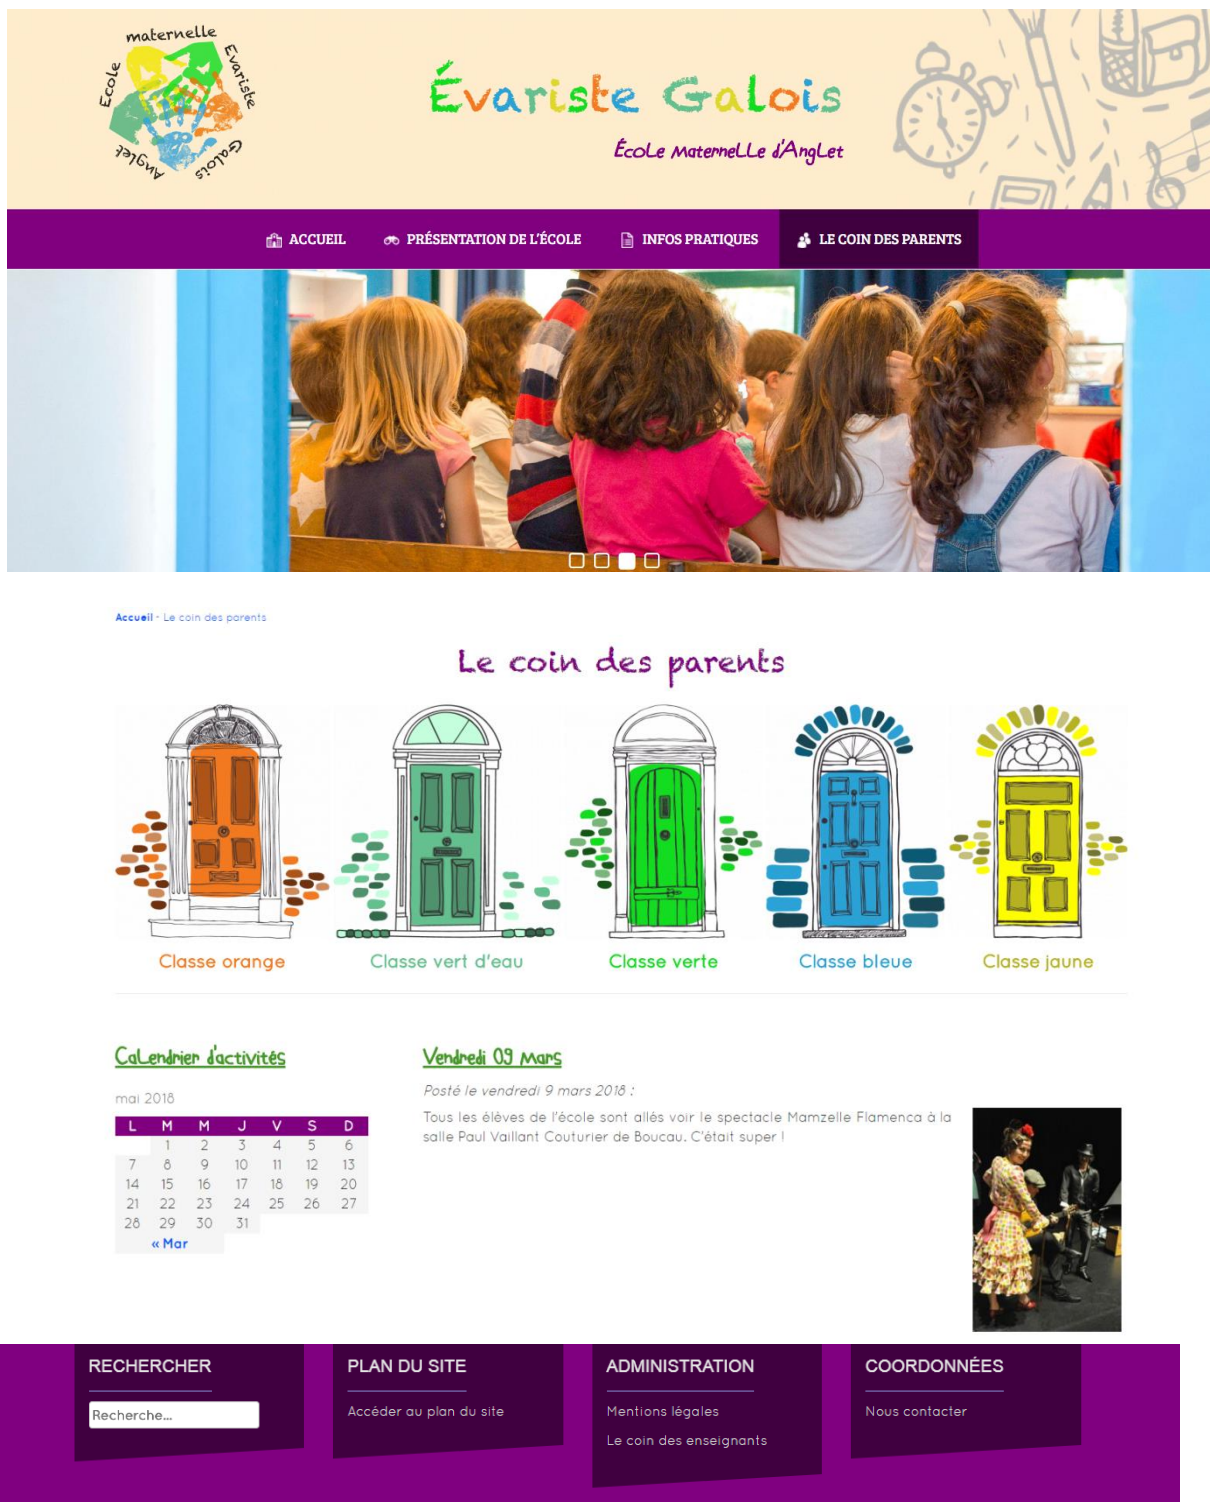 Ecole maternelle Evariste Galois Anglet
Évariste Galois
École Maternelle d'Anglet
ACCUEIL PRÉSENTATION DE L'ÉCOLE INFOS PRATIQUES LE COIN DES PARENTS
Accueil - Le coin des parents
Le coin des parents
Classe orange Classe vert d'eau Classe verte Classe bleue Classe jaune
Calendrier d'activités
mai 2018
L M M J V S D
1 2 3 4 5 6
7 8 9 10 11 12 13
14 15 16 17 18 19 20
21 22 23 24 25 26 27
28 29 30 31
« Mar
Vendredi 09 Mars
Posté le vendredi 9 mars 2018 :
Tous les élèves de l'école sont allés voir le spectacle Mamzelle Flamenca à la
salle Paul Vaillant Couturier de Boucau. C'était super !
RECHERCHER
Recherche...
PLAN DU SITE
Accéder au plan du site
ADMINISTRATION
Mentions légales
Le coin des enseignants
COORDONNÉES
Nous contacter